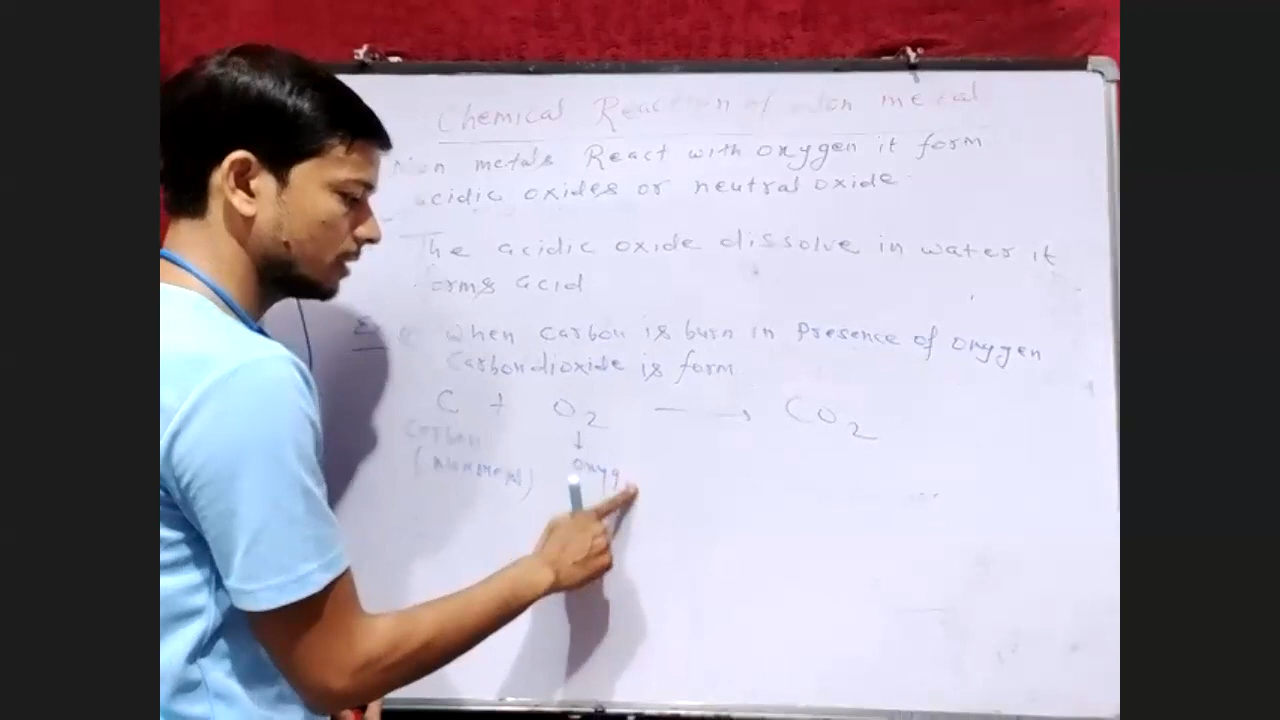 Chemical Reaction of Non metal
Non metals React with oxygen it form
acidic oxides or neutral oxide
The acidic oxide dissolve in water it
forms acid
when carbon is burn in Presence of oxygen
Carbondioxide is form
C + O2 → CO2
Carbon ↓
oxyg